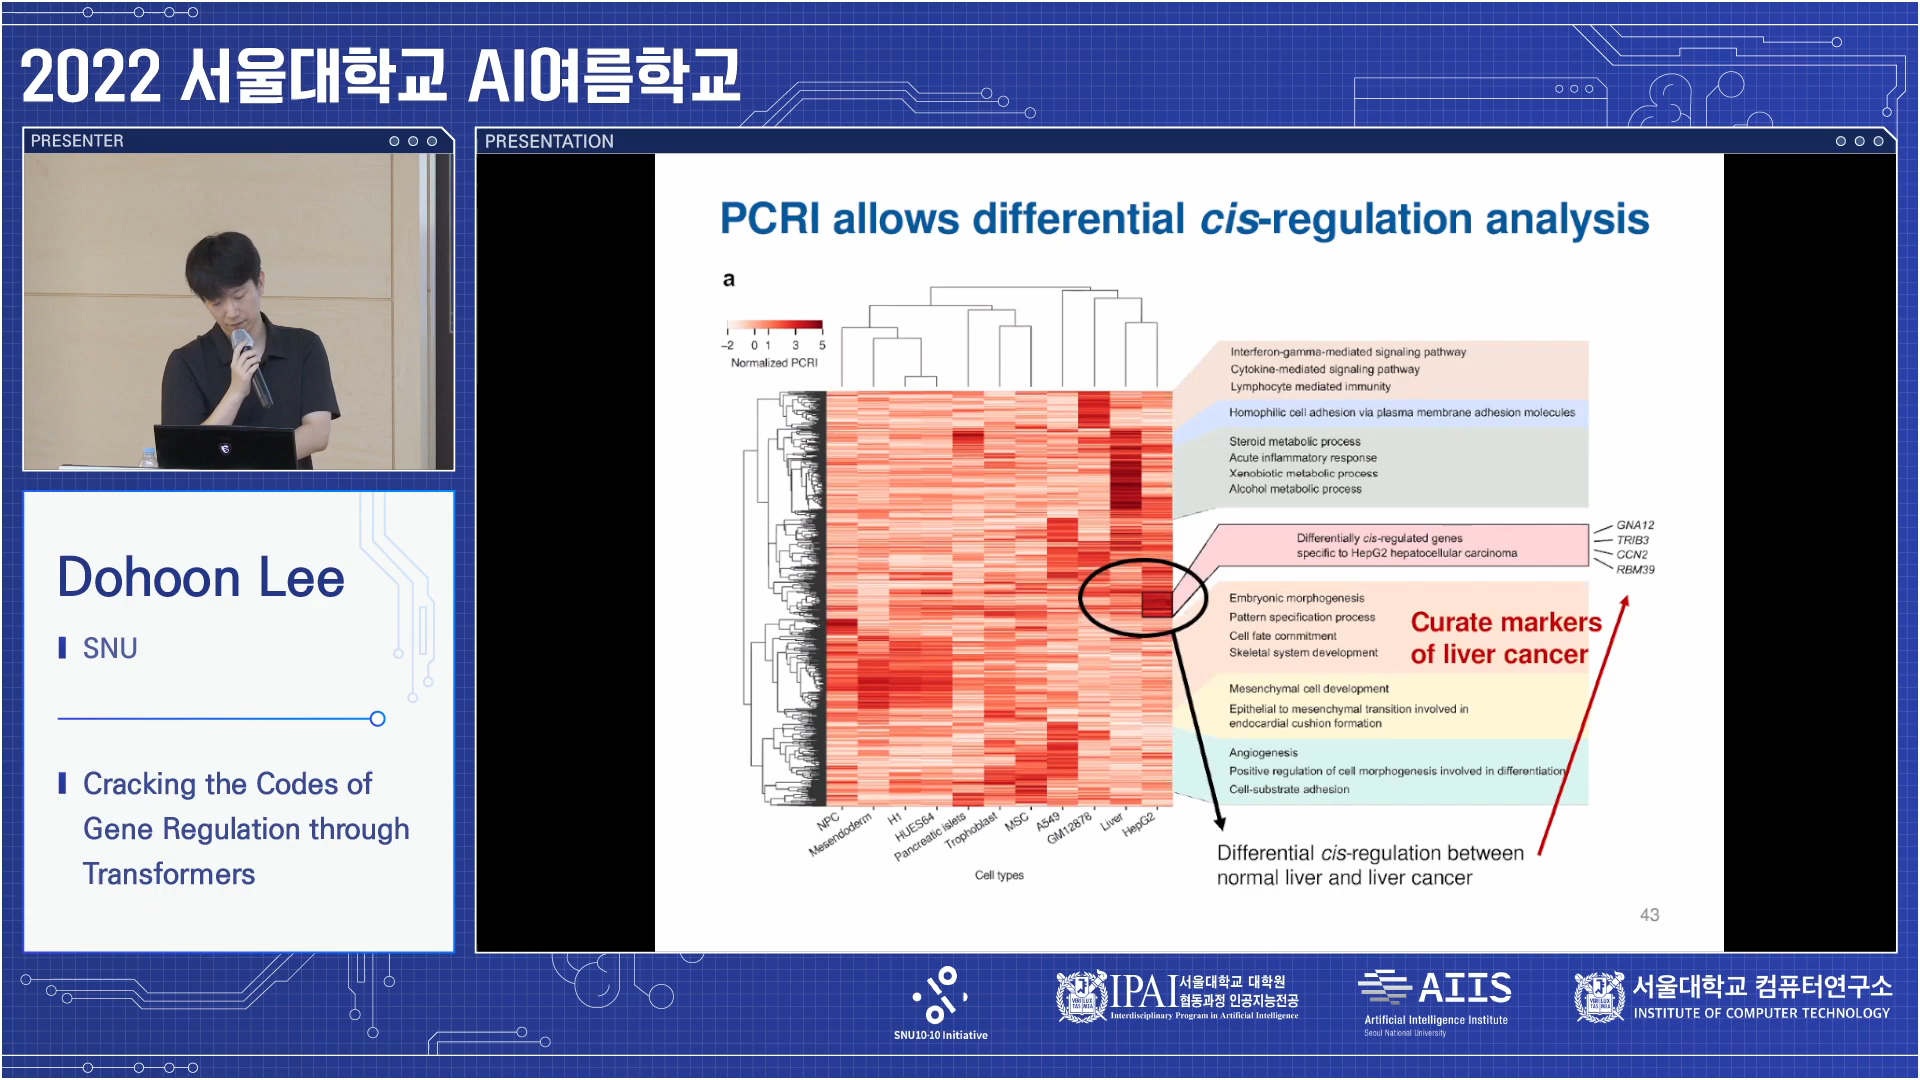 2022 서울대학교 AI여름학교
PRESENTER
PRESENTATION
Dohoon Lee
SNU
Cracking the Codes of
Gene Regulation through
Transformers
PCRI allows differential cis-regulation analysis
a
-2 0 1 3 5
Normalized PCRI
Interferon-gamma-mediated signaling pathway
Cytokine-mediated signaling pathway
Lymphocyte mediated immunity
Homophilic cell adhesion via plasma membrane adhesion molecules
Steroid metabolic process
Acute inflammatory response
Xenobiotic metabolic process
Alcohol metabolic process
Differentially cis-regulated genes
specific to HepG2 hepatocellular carcinoma
GNA12
TRIB3
CCN2
RBM39
Embryonic morphogenesis
Pattern specification process
Cell fate commitment
Skeletal system development
Curate markers
of liver cancer
Mesenchymal cell development
Epithelial to mesenchymal transition involved in
endocardial cushion formation
Angiogenesis
Positive regulation of cell morphogenesis involved in differentiation
Cell-substrate adhesion
NPC
Mesendoderm
H1
HUES64
Pancreatic islets
Trophoblast
MSC
A549
GM12878
Liver
HepG2
Cell types
Differential cis-regulation between
normal liver and liver cancer
43
SNU10·10 Initiative
IPAI 서울대학교 대학원
협동과정 인공지능전공
Interdisciplinary Program in Artificial Intelligence
AIIS
Artificial Intelligence Institute
Seoul National University
서울대학교 컴퓨터연구소
INSTITUTE OF COMPUTER TECHNOLOGY